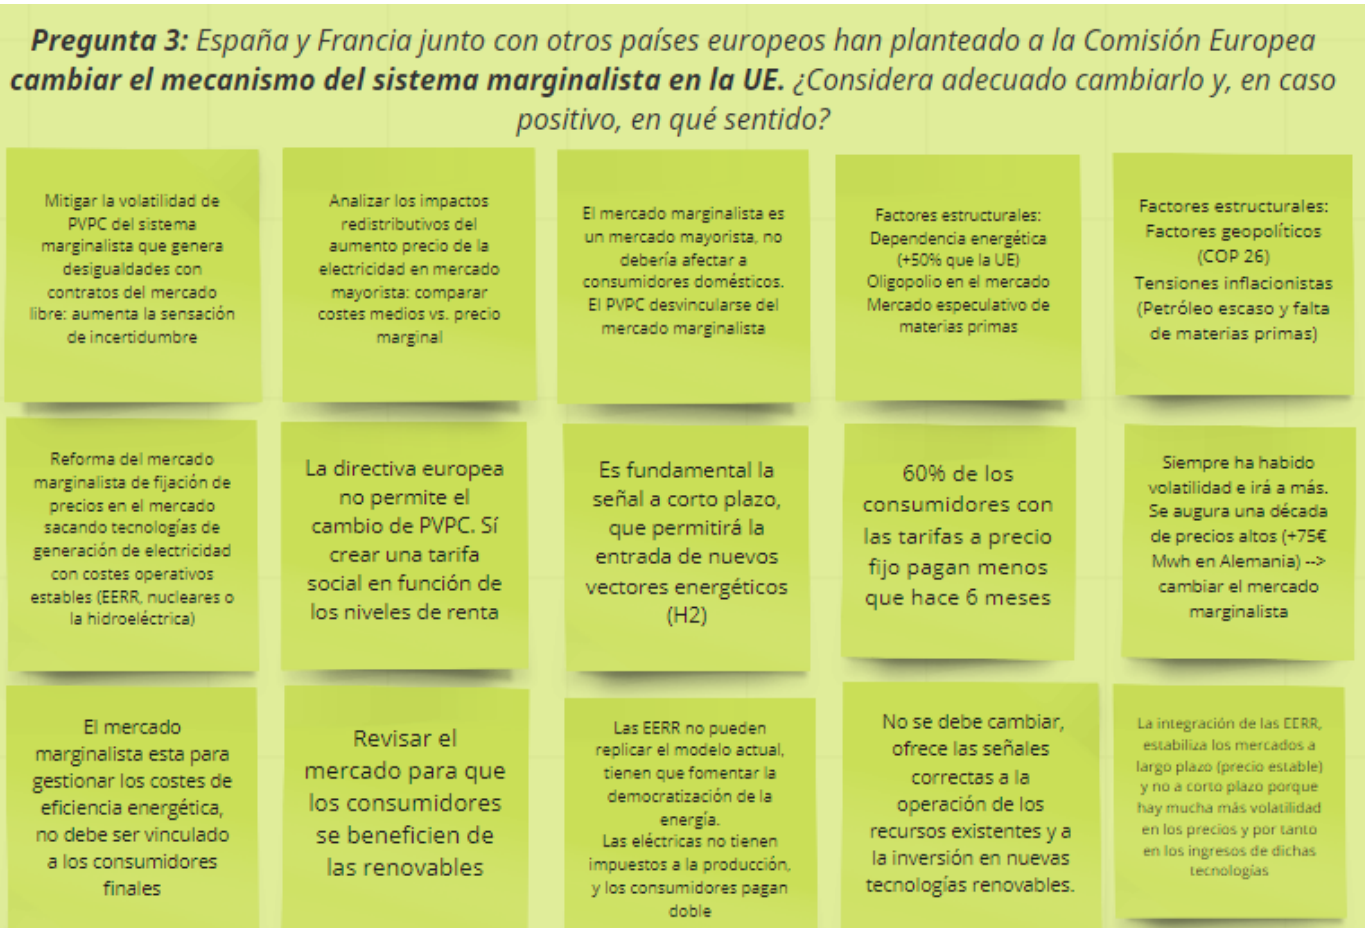 Pregunta 3: España y Francia junto con otros países europeos han planteado a la Comisión Europea
cambiar el mecanismo del sistema marginalista en la UE. ¿Considera adecuado cambiarlo y, en caso
positivo, en qué sentido?
Mitigar la volatilidad de
PVPC del sistema
marginalista que genera
desigualdades con
contratos del mercado
libre: aumenta la sensación
de incertidumbre
Analizar los impactos
redistributivos del
aumento precio de la
electricidad en mercado
mayorista: comparar
costes medios vs. precio
marginal
El mercado marginalista es
un mercado mayorista, no
debería afectar a
consumidores domésticos.
El PVPC desvincularse del
mercado marginalista
Factores estructurales:
Dependencia energética
(+50% que la UE)
Oligopolio en el mercado
Mercado especulativo de
materias primas
Factores estructurales:
Factores geopolíticos
(COP 26)
Tensiones inflacionistas
(Petróleo escaso y falta
de materias primas)
Reforma del mercado
marginalista de fijación de
precios en el mercado
sacando tecnologías de
generación de electricidad
con costes operativos
estables (EERR, nucleares o
la hidroeléctrica)
La directiva europea
no permite el
cambio de PVPC. Sí
crear una tarifa
social en función de
los niveles de renta
Es fundamental la
señal a corto plazo,
que permitirá la
entrada de nuevos
vectores energéticos
(H2)
60% de los
consumidores con
las tarifas a precio
fijo pagan menos
que hace 6 meses
Siempre ha habido
volatilidad e irá a más.
Se augura una década
de precios altos (+75€
Mwh en Alemania) -->
cambiar el mercado
marginalista
El mercado
marginalista esta para
gestionar los costes de
eficiencia energética,
no debe ser vinculado
a los consumidores
finales
Revisar el
mercado para que
los consumidores
se beneficien de
las renovables
Las EERR no pueden
replicar el modelo actual,
tienen que fomentar la
democratización de la
energía.
Las eléctricas no tienen
impuestos a la producción,
y los consumidores pagan
doble
No se debe cambiar,
ofrece las señales
correctas a la
operación de los
recursos existentes y a
la inversión en nuevas
tecnologías renovables.
La integración de las EERR,
estabiliza los mercados a
largo plazo (precio estable)
y no a corto plazo porque
hay mucha más volatilidad
en los precios y por tanto
en los ingresos de dichas
tecnologías